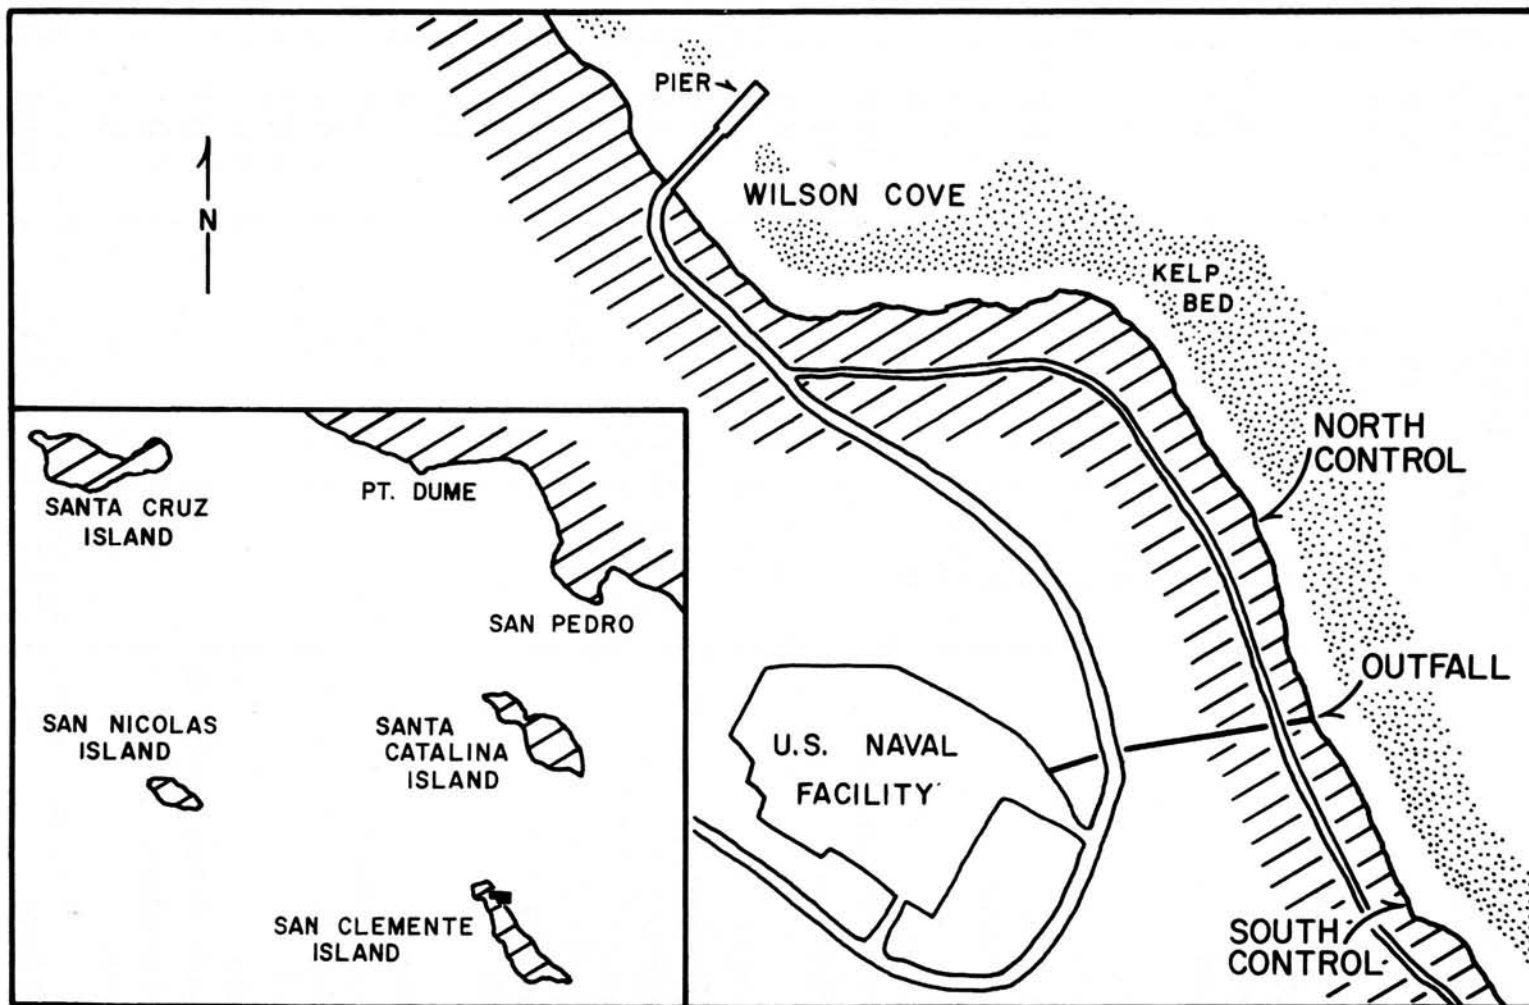 PIER
WILSON COVE
N
KELP
BED
NORTH
CONTROL
OUTFALL
U.S. NAVAL
FACILITY
SOUTH
CONTROL
SANTA CRUZ
ISLAND
PT. DUME
SAN PEDRO
SAN NICOLAS
ISLAND
SANTA
CATALINA
ISLAND
SAN CLEMENTE
ISLAND